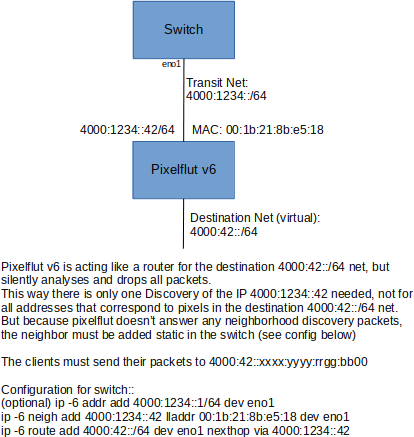 Switch
eno1
Transit Net:
4000:1234::/64
4000:1234::42/64
MAC: 00:1b:21:8b:e5:18
Pixelflut v6
Destination Net (virtual):
4000:42::/64
Pixelflut v6 is acting like a router for the destination 4000:42::/64 net, but
silently analyses and drops all packets.
This way there is only one Discovery of the IP 4000:1234::42 needed, not for
all addresses that correspond to pixels in the destination 4000:42::/64 net.
But because pixelflut doesn't answer any neighborhood discovery packets,
the neighbor must be added static in the switch (see config below)
The clients must send their packets to 4000:42::xxxx:yyyy:rrgg:bb00
Configuration for switch::
(optional) ip -6 addr add 4000:1234::1/64 dev eno1
ip -6 neigh add 4000:1234::42 lladdr 00:1b:21:8b:e5:18 dev eno1
ip -6 route add 4000:42::/64 dev eno1 nexthop via 4000:1234::42